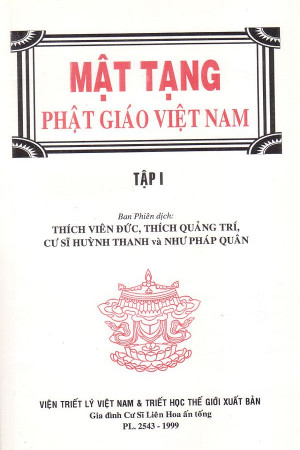 MẬT TẠNG
PHẬT GIÁO VIỆT NAM
TẬP I
Ban Phiên dịch:
THÍCH VIÊN ĐỨC, THÍCH QUẢNG TRÍ,
CƯ SĨ HUỲNH THANH và NHƯ PHÁP QUÂN
VIỆN TRIẾT LÝ VIỆT NAM & TRIẾT HỌC THẾ GIỚI XUẤT BẢN
Gia đình Cư Sĩ Liên Hoa ấn tống
PL. 2543 - 1999